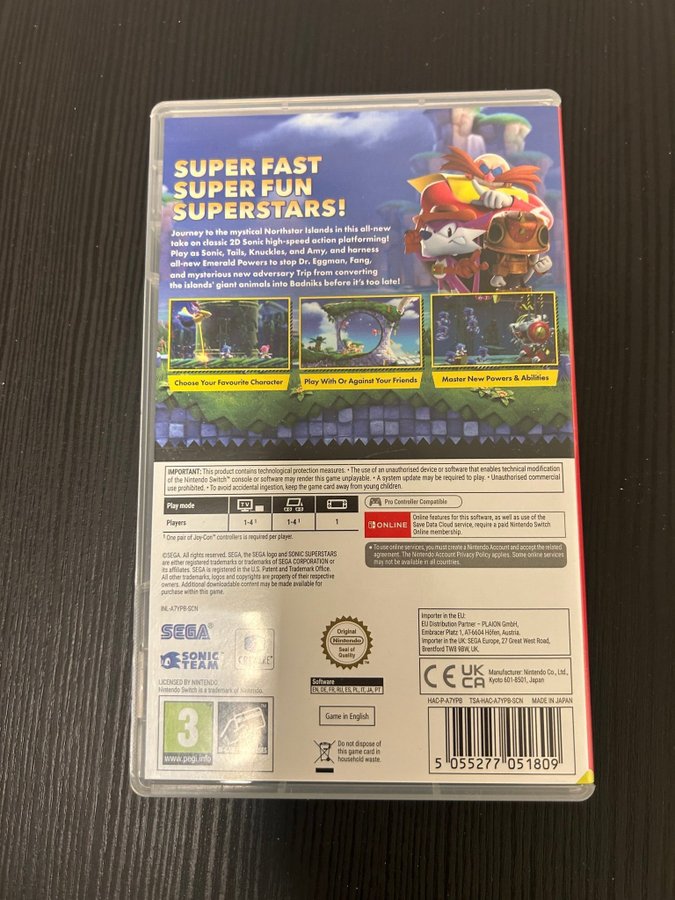 SUPER FAST
SUPER FUN
SUPERSTARS!
Journey to the mystical Northstar Islands in this all-new
take on classic 2D Sonic high-speed action platforming!
Play as Sonic, Tails, Knuckles, and Amy, and harness
all-new Emerald Powers to stop Dr. Eggman, Fang,
and mysterious new adversary Trip from converting
the islands' giant animals into Badniks before it's too late!
Choose Your Favourite Character
Play With Or Against Your Friends
Master New Powers & Abilities
IMPORTANT: This product contains technological protection measures. • The use of an unauthorised device or software that enables technical modification
of the Nintendo Switch™ console or software may render this game unplayable. • A system update may be required to play. • Unauthorised commercial
use prohibited. • To avoid accidental ingestion, keep the game card away from young children.
Play mode
TV
Players
1-4 ¹
1-4 ¹
1
¹ One pair of Joy-Con™ controllers is required per player.
Pro Controller Compatible
ONLINE
Online features for this software, as well as use of the
Save Data Cloud service, require a paid Nintendo Switch
Online membership.
• To use online services, you must create a Nintendo Account and accept the related
agreement. The Nintendo Account Privacy Policy applies. Some online services
may not be available in all countries.
©SEGA. All rights reserved. SEGA, the SEGA logo and SONIC SUPERSTARS
are either registered trademarks or trademarks of SEGA CORPORATION or
its affiliates. SEGA is registered in the U.S. Patent and Trademark Office.
All other trademarks, logos and copyrights are property of their respective
owners. Additional downloadable content may be made available for
purchase within this game.
INL-A7YPB-SCN
SEGA
SONIC
TEAM
LICENSED BY NINTENDO
Nintendo Switch is a trademark of Nintendo.
3
www.pegi.info
Original
Nintendo
Seal of
Quality
Software
EN, DE, FR, RU, ES, PL, IT, JA, PT
Game in English
Do not dispose of
this game card in
household waste.
Importer in the EU:
EU Distribution Partner – PLAION GmbH,
Embracer Platz 1, AT-6604 Höfen, Austria.
Importer in the UK: SEGA Europe, 27 Great West Road,
Brentford TW8 9BW, UK.
CE UK
CA
Manufacturer: Nintendo Co., Ltd.,
Kyoto 601-8501, Japan
HAC-P-A7YPB TSA-HAC-A7YPB-SCN MADE IN JAPAN
5 055277 051809